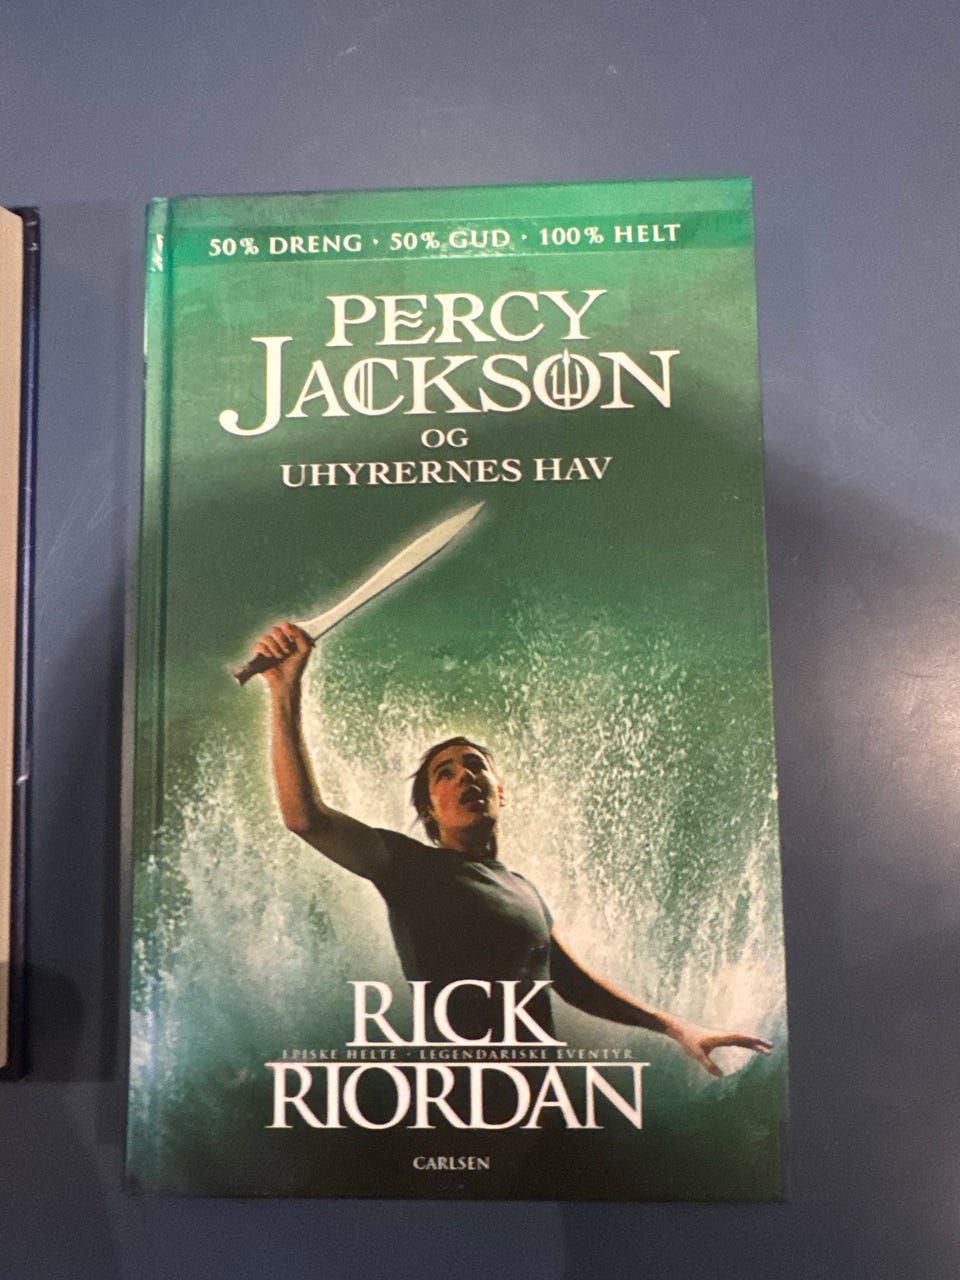 50% DRENG · 50% GUD · 100% HELT
PERCY
JACKSON
OG
UHYRERNES HAV
RICK
EPISKE HELTE · LEGENDARISKE EVENTYR
RIORDAN
CARLSEN